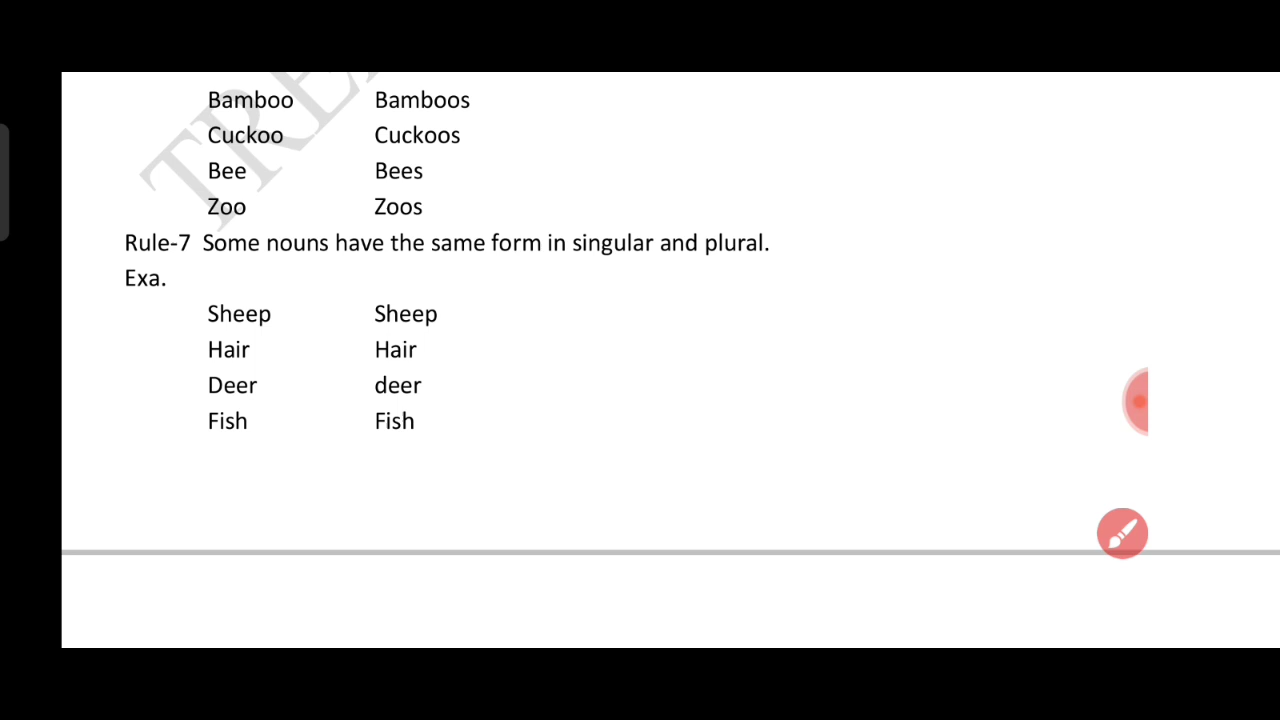 Bamboo Bamboos
Cuckoo Cuckoos
Bee Bees
Zoo Zoos
Rule-7 Some nouns have the same form in singular and plural.
Exa.
Sheep Sheep
Hair Hair
Deer deer
Fish Fish